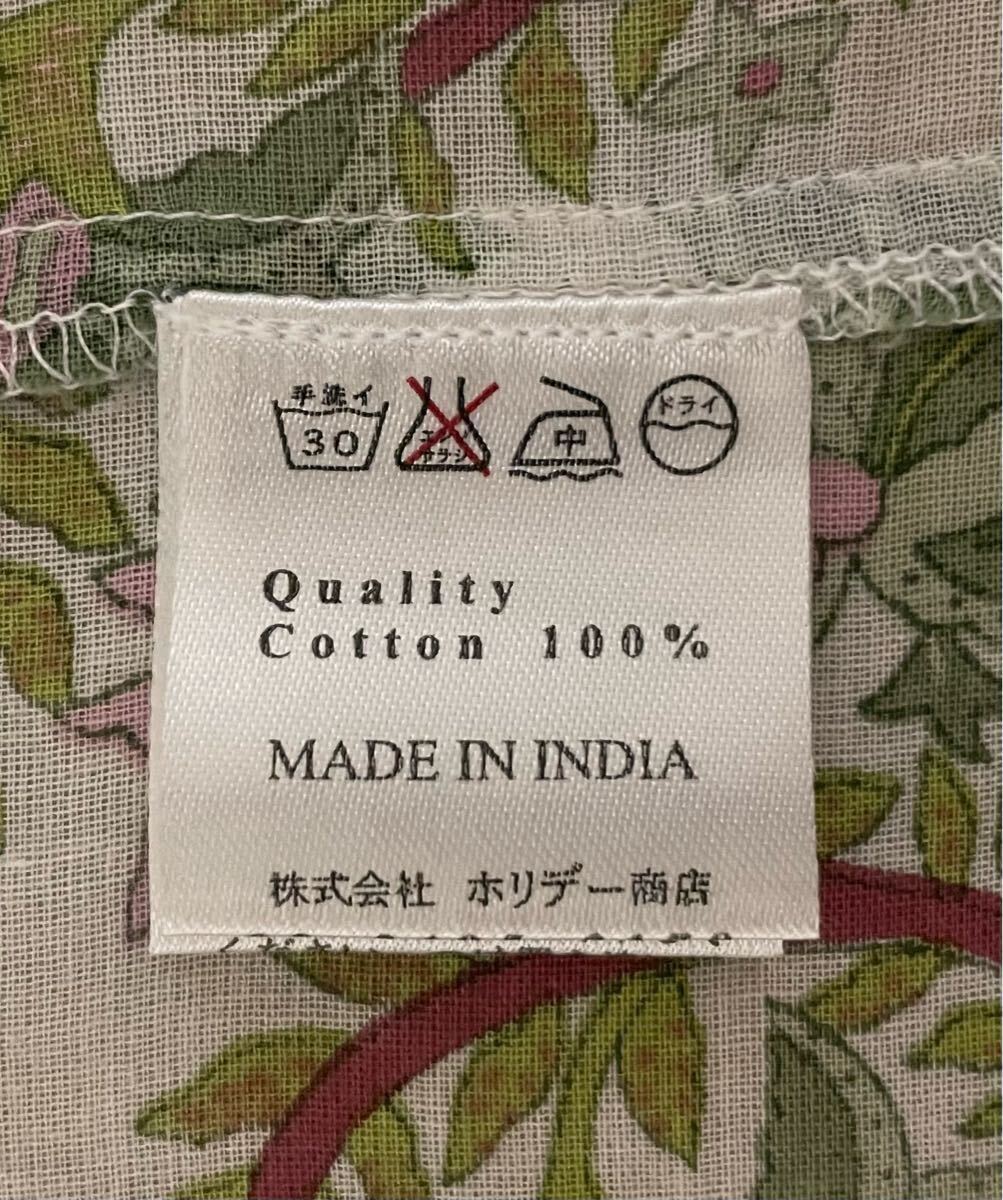 手洗イ
30
中
ドライ
Quality
Cotton 100%
MADE IN INDIA
株式会社 ホリデー商店